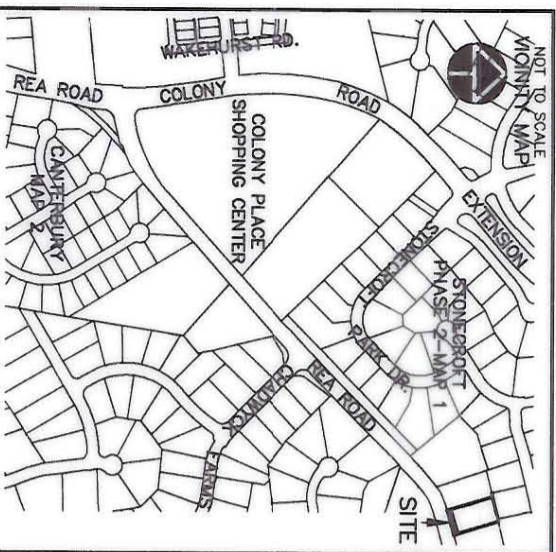 NOT TO SCALE
VICINITY MAP
WAKEHURST RD.
REA ROAD
COLONY
ROAD
EXTENSION
COLONY PLACE
SHOPPING CENTER
STONECROFT
PHASE 2 MAP 1
STONECROFT
PARK DR.
CANTERBURY
MAP 2
REA ROAD
CHADWYCK
FARMS
SITE